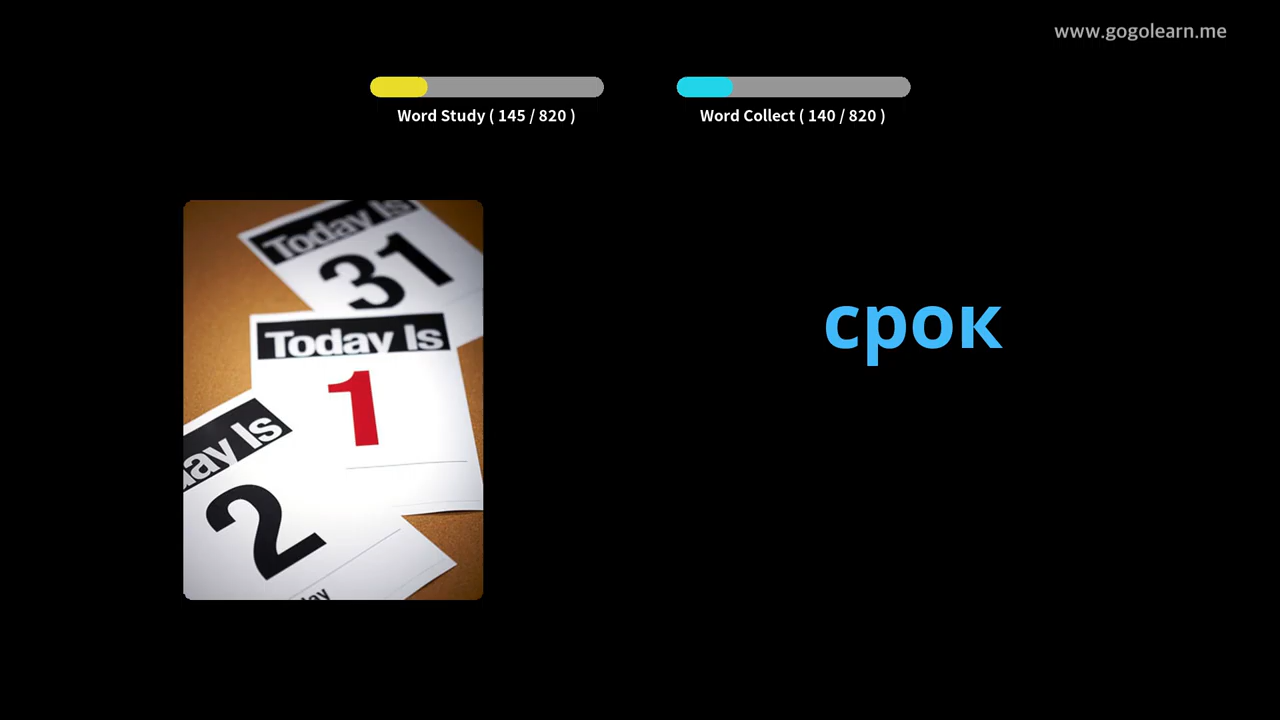 www.gogolearn.me
Word Study ( 145 / 820 )
Word Collect ( 140 / 820 )
Today Is
31
Today Is
1
срок
ay Is
2
ay